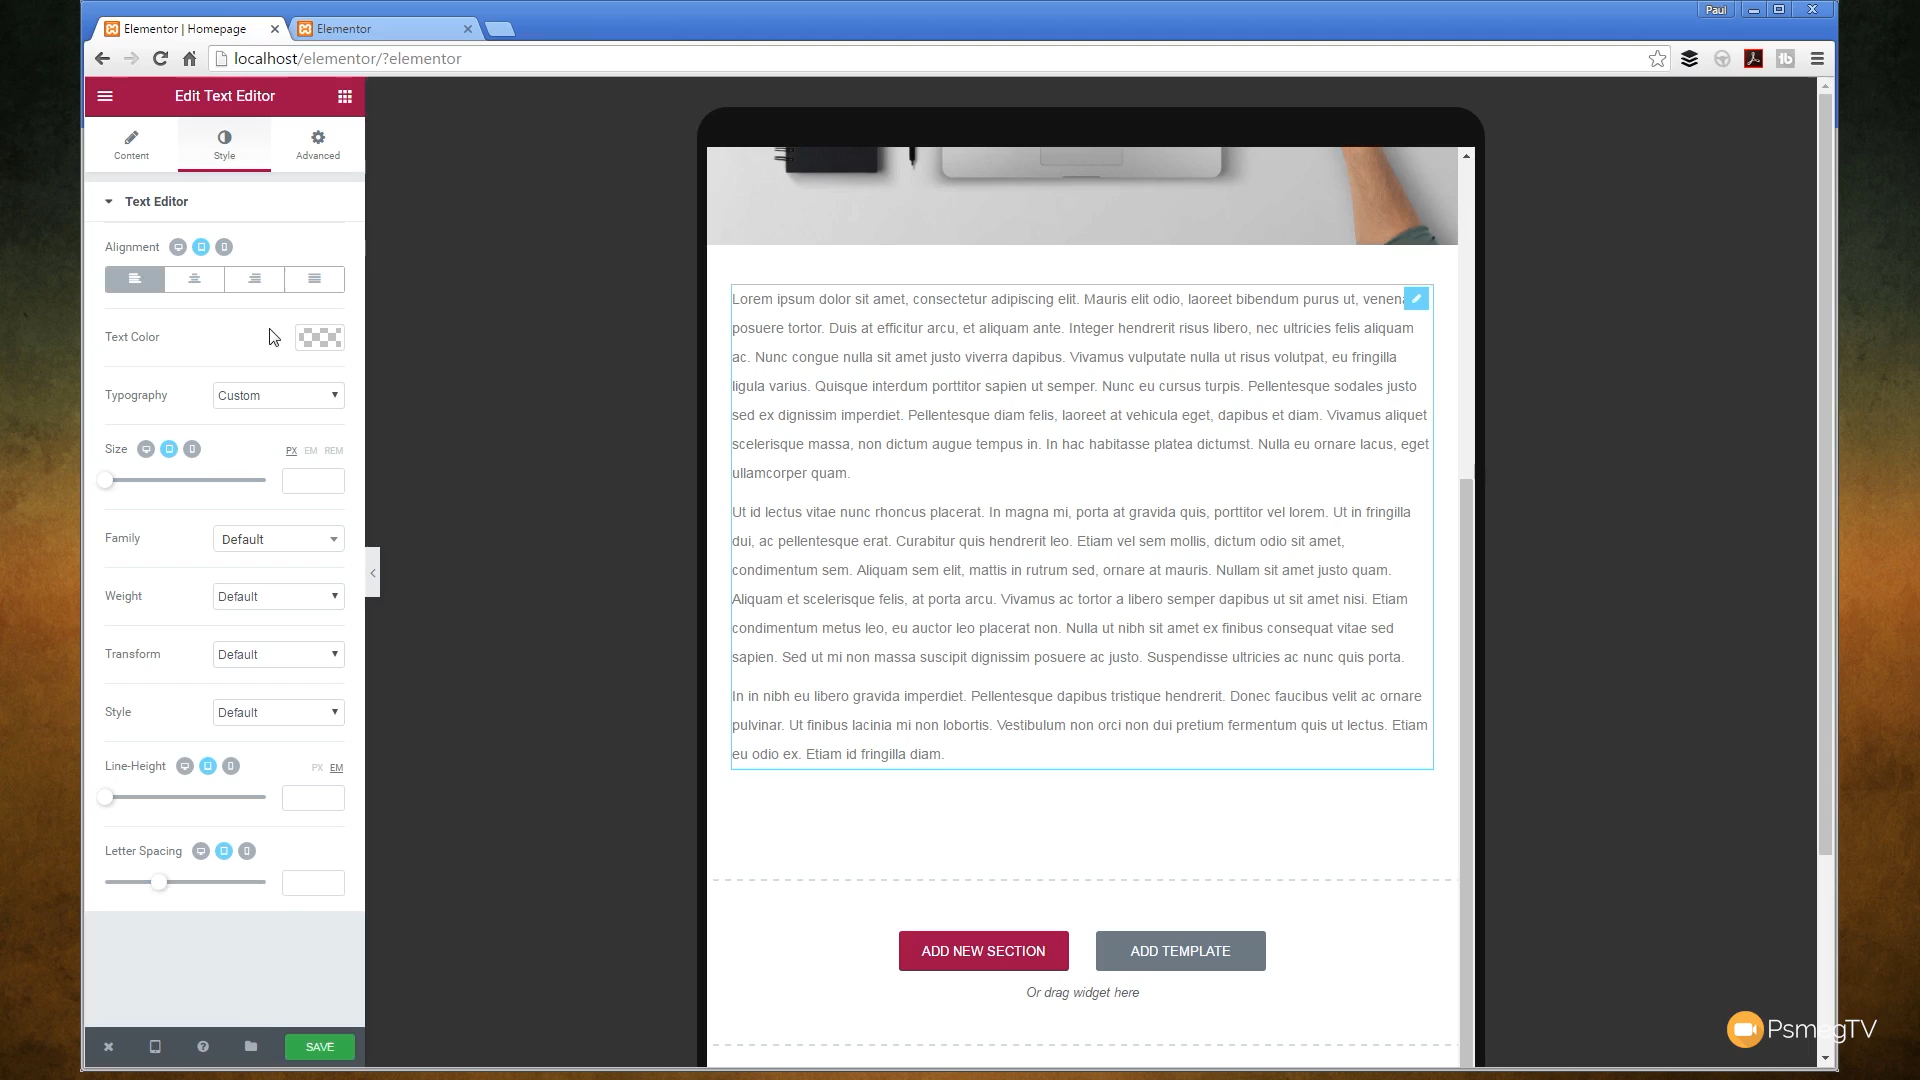 Paul
Elementor | Homepage
Elementor
localhost/elementor/?elementor
Edit Text Editor
Content
Style
Advanced
Text Editor
Alignment
Text Color
Typography
Custom
Size
PX EM REM
Family
Default
Weight
Default
Transform
Default
Style
Default
Line-Height
PX EM
Letter Spacing
SAVE
Lorem ipsum dolor sit amet, consectetur adipiscing elit. Mauris elit odio, laoreet bibendum purus ut, venena
posuere tortor. Duis at efficitur arcu, et aliquam ante. Integer hendrerit risus libero, nec ultricies felis aliquam
ac. Nunc congue nulla sit amet justo viverra dapibus. Vivamus vulputate nulla ut risus volutpat, eu fringilla
ligula varius. Quisque interdum porttitor sapien ut semper. Nunc eu cursus turpis. Pellentesque sodales justo
sed ex dignissim imperdiet. Pellentesque diam felis, laoreet at vehicula eget, dapibus et diam. Vivamus aliquet
scelerisque massa, non dictum augue tempus in. In hac habitasse platea dictumst. Nulla eu ornare lacus, eget
ullamcorper quam.
Ut id lectus vitae nunc rhoncus placerat. In magna mi, porta at gravida quis, porttitor vel lorem. Ut in fringilla
dui, ac pellentesque erat. Curabitur quis hendrerit leo. Etiam vel sem mollis, dictum odio sit amet,
condimentum sem. Aliquam sem elit, mattis in rutrum sed, ornare at mauris. Nullam sit amet justo quam.
Aliquam et scelerisque felis, at porta arcu. Vivamus ac tortor a libero semper dapibus ut sit amet nisi. Etiam
condimentum metus leo, eu auctor leo placerat non. Nulla ut nibh sit amet ex finibus consequat vitae sed
sapien. Sed ut mi non massa suscipit dignissim posuere ac justo. Suspendisse ultricies ac nunc quis porta.
In in nibh eu libero gravida imperdiet. Pellentesque dapibus tristique hendrerit. Donec faucibus velit ac ornare
pulvinar. Ut finibus lacinia mi non lobortis. Vestibulum non orci non dui pretium fermentum quis ut lectus. Etiam
eu odio ex. Etiam id fringilla diam.
ADD NEW SECTION
ADD TEMPLATE
Or drag widget here
PsmegTV